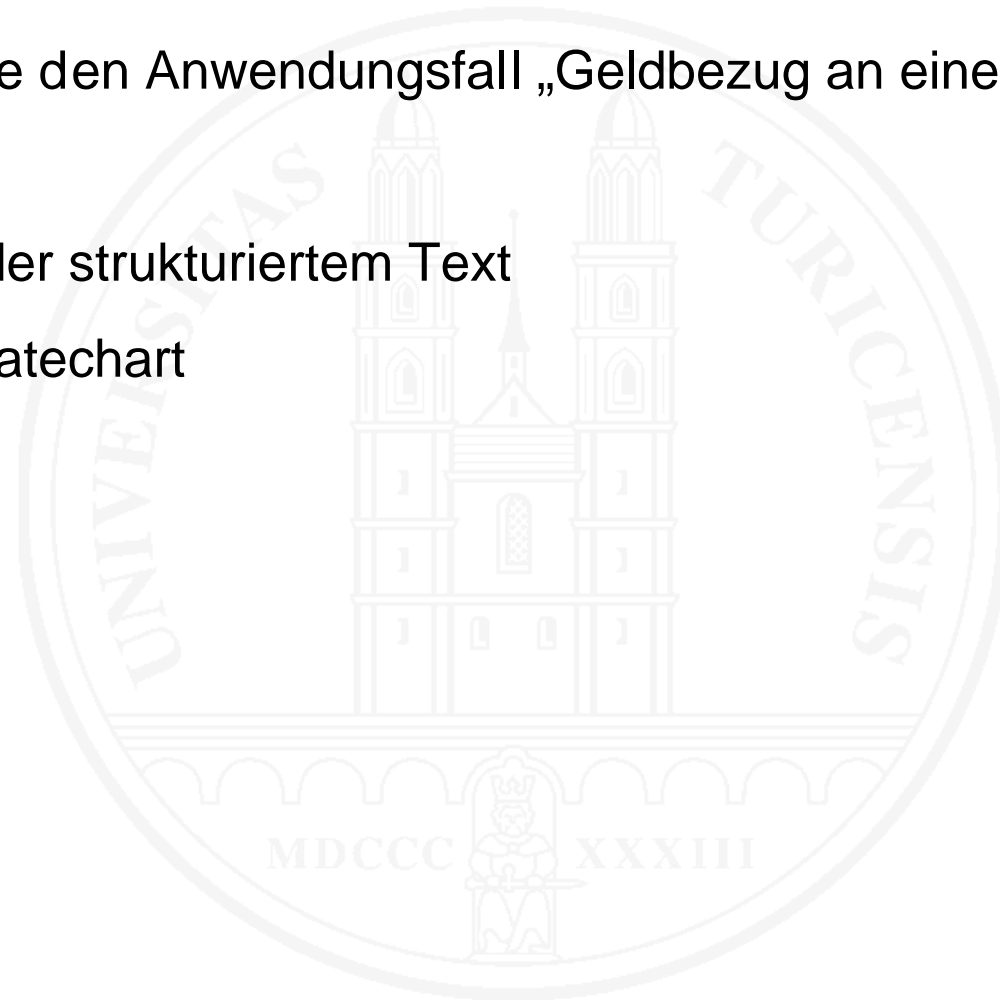 e den Anwendungsfall „Geldbezug an eine
ler strukturiertem Text
atechart
UNIVERSITAS TURICENSIS
MDCCC XXXIII